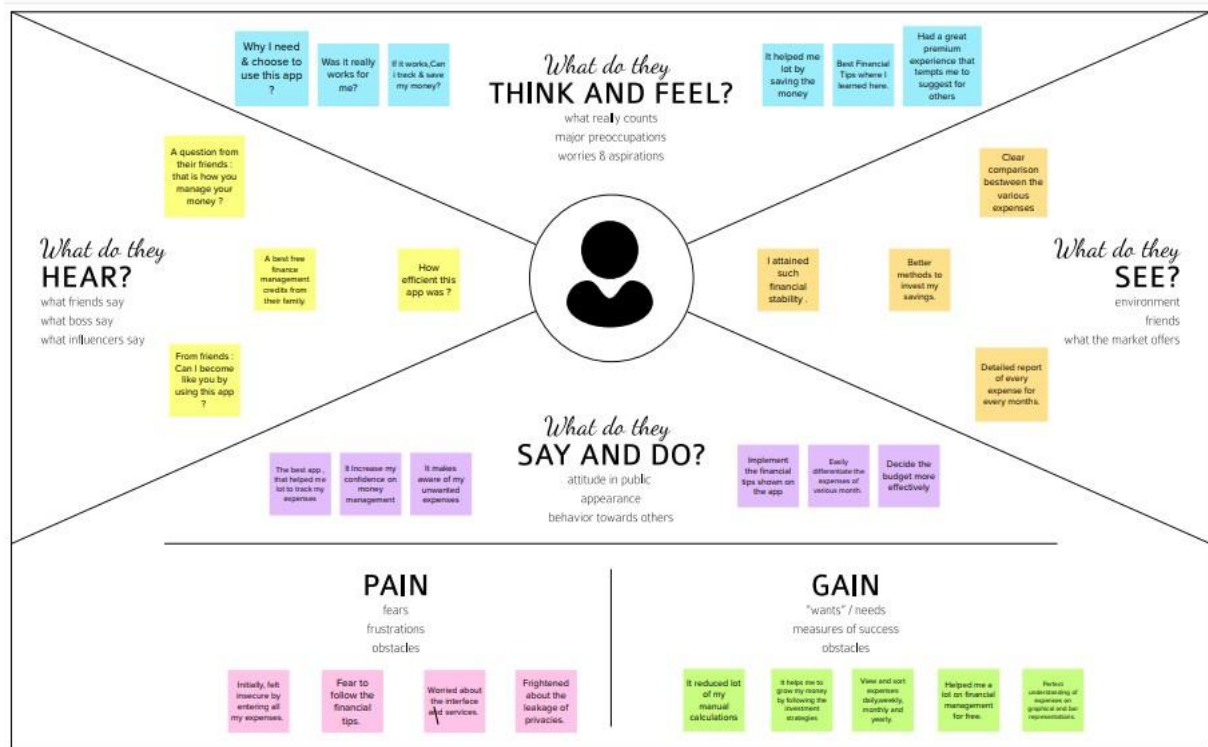 Why I need
& choose to
use this app
?
Was it really
works for
me?
If it works,Can
i track & save
my money?
What do they
THINK AND FEEL?
what really counts
major preoccupations
worries & aspirations
It helped me
lot by
saving the
money
Best Financial
Tips where I
learned here.
Had a great
premium
experience that
tempts me to
suggest for
others
What do they
HEAR?
what friends say
what boss say
what influencers say
A question from
their friends :
that is how you
manage your
money ?
A best free
finance
management
credits from
their family.
How
efficient this
app was ?
From friends :
Can I become
like you by
using this app
?
What do they
SEE?
environment
friends
what the market offers
Clear
comparison
bestween the
various
expenses
I attained
such
financial
stability .
Better
methods to
invest my
savings.
Detailed report
of every
expense for
every months.
What do they
SAY AND DO?
attitude in public
appearance
behavior towards others
The best app ,
that helped me
lot to track my
expenses
It Increase my
confidence on
money
management
It makes
aware of my
unwanted
expenses
Implement
the financial
tips shown on
the app
Easily
differentiate the
expenses of
various month.
Decide the
budget more
effectively
PAIN
fears
frustrations
obstacles
Initially, felt
insecure by
entering all
my expenses.
Fear to
follow the
financial
tips.
Worried about
the interface
and services.
Frightened
about the
leakage of
privacies.
GAIN
"wants" / needs
measures of success
obstacles
It reduced lot
of my
manual
calculations
It helps me to
grow my money
by following the
investment
strategies
View and sort
expenses
daily,weekly,
monthly and
yearly.
Helped me a
lot on financial
management
for free.
Perfect
understanding of
expenses on
graphical and bar
representations.